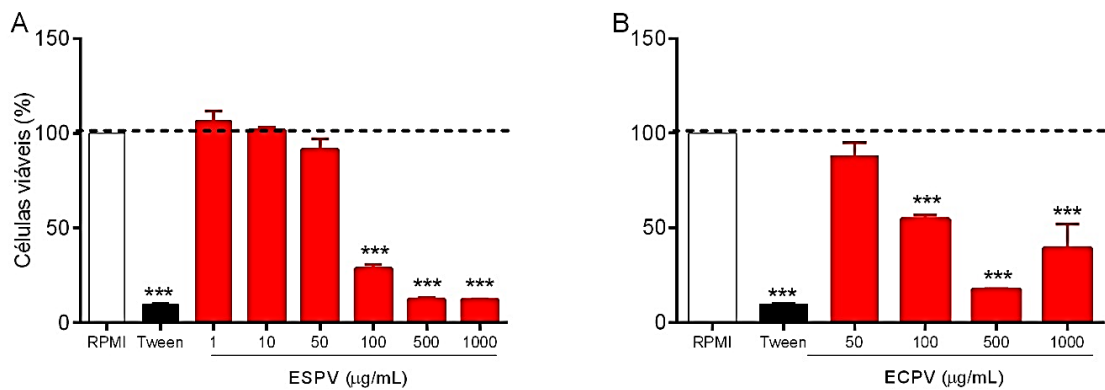 A
Células viáveis (%)
150
100
50
0
***
***
***
***
RPMI Tween 1 10 50 100 500 1000
ESPV (µg/mL)
B
150
100
50
0
***
***
***
***
RPMI Tween 50 100 500 1000
ECPV (µg/mL)